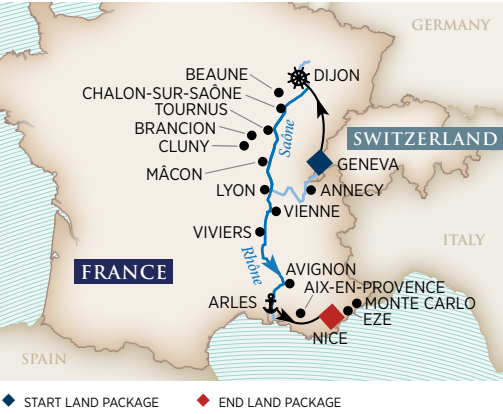 GERMANY
BEAUNE
DIJON
CHALON-SUR-SAÔNE
TOURNUS
BRANCION
CLUNY
Saône
SWITZERLAND
GENEVA
MÂCON
LYON
ANNECY
VIENNE
VIVIERS
ITALY
Rhône
FRANCE
AVIGNON
AIX-EN-PROVENCE
ARLES
MONTE CARLO
EZE
NICE
SPAIN
START LAND PACKAGE
END LAND PACKAGE